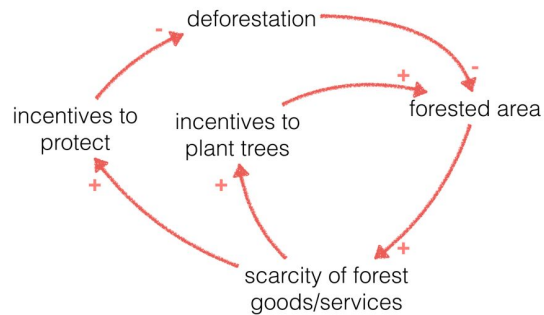 deforestation
-
-
+
forested area
incentives to
protect
incentives to
plant trees
+
+
+
scarcity of forest
goods/services